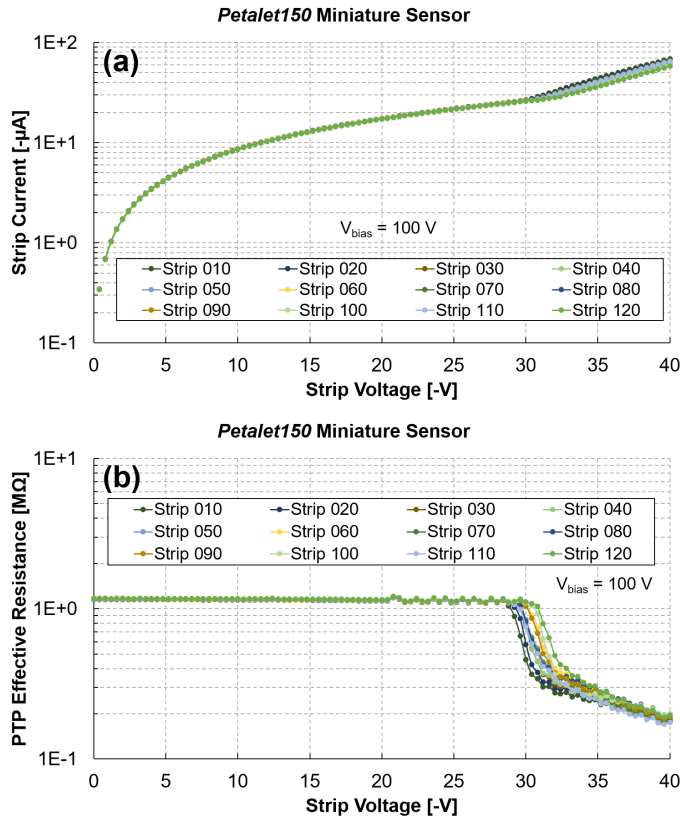 Petalet150 Miniature Sensor
(a)
1E+2
1E+1
1E+0
1E-1
Strip Current [-µA]
V_bias = 100 V
Strip 010 Strip 020 Strip 030 Strip 040
Strip 050 Strip 060 Strip 070 Strip 080
Strip 090 Strip 100 Strip 110 Strip 120
0 5 10 15 20 25 30 35 40
Strip Voltage [-V]
Petalet150 Miniature Sensor
(b)
1E+1
1E+0
1E-1
PTP Effective Resistance [MΩ]
Strip 010 Strip 020 Strip 030 Strip 040
Strip 050 Strip 060 Strip 070 Strip 080
Strip 090 Strip 100 Strip 110 Strip 120
V_bias = 100 V
0 5 10 15 20 25 30 35 40
Strip Voltage [-V]